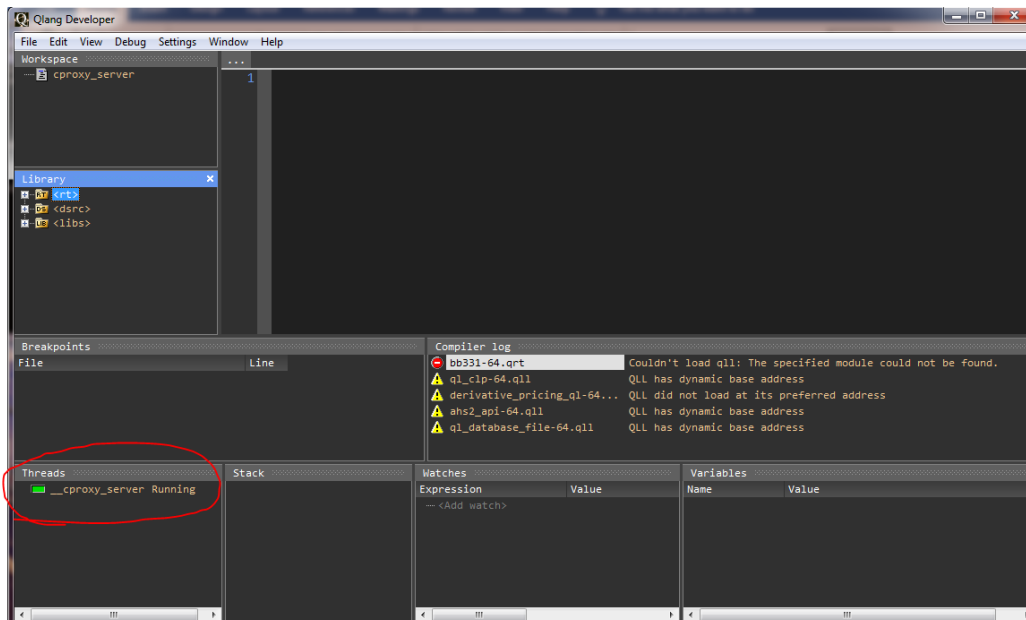 Qlang Developer
File Edit View Debug Settings Window Help
Workspace
...
cproxy_server
1
Library
<rt>
<dsrc>
<libs>
Breakpoints
File Line
Compiler log
bb331-64.qrt Couldn't load qll: The specified module could not be found.
ql_clp-64.qll QLL has dynamic base address
derivative_pricing_ql-64... QLL did not load at its preferred address
ahs2_api-64.qll QLL has dynamic base address
ql_database_file-64.qll QLL has dynamic base address
Threads
__cproxy_server Running
Stack
Watches
Expression Value
<Add watch>
Variables
Name Value